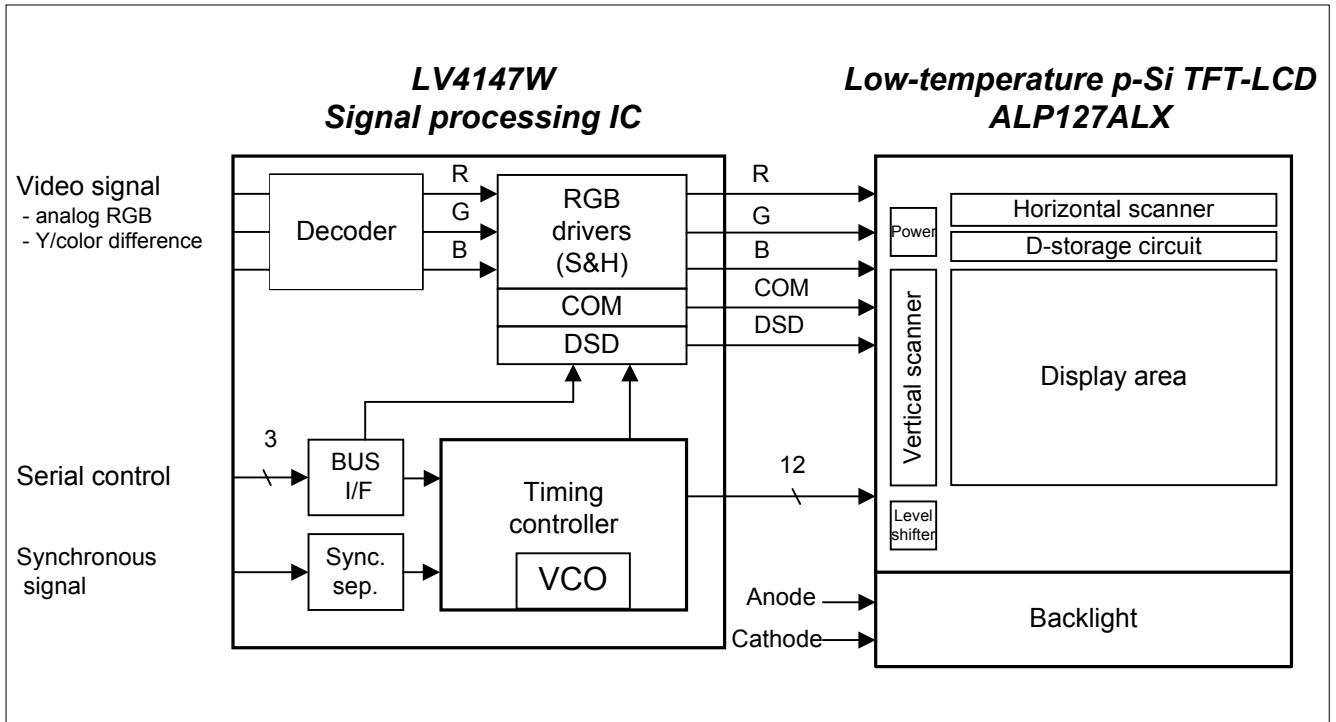 LV4147W
Signal processing IC
Low-temperature p-Si TFT-LCD
ALP127ALX
Video signal
- analog RGB
- Y/color difference
Decoder
R
G
B
RGB
drivers
(S&H)
COM
DSD
R
G
B
COM
DSD
Power
Horizontal scanner
D-storage circuit
Vertical scanner
Display area
Level
shifter
Serial control
3
BUS
I/F
Timing
controller
VCO
12
Synchronous
signal
Sync.
sep.
Anode
Cathode
Backlight